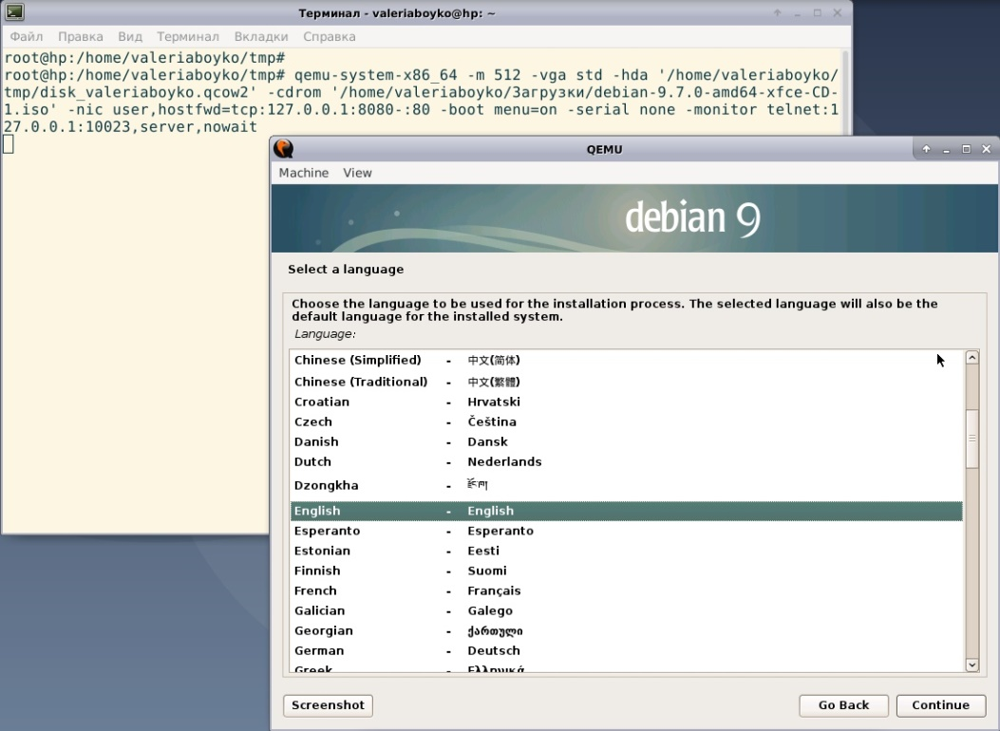 Терминал - valeriaboyko@hp: ~
Файл Правка Вид Терминал Вкладки Справка
root@hp:/home/valeriaboyko/tmp#
root@hp:/home/valeriaboyko/tmp# qemu-system-x86_64 -m 512 -vga std -hda '/home/valeriaboyko/
tmp/disk_valeriaboyko.qcow2' -cdrom '/home/valeriaboyko/Загрузки/debian-9.7.0-amd64-xfce-CD-
1.iso' -nic user,hostfwd=tcp:127.0.0.1:8080-:80 -boot menu=on -serial none -monitor telnet:1
27.0.0.1:10023,server,nowait
QEMU
Machine View
debian 9
Select a language
Choose the language to be used for the installation process. The selected language will also be the
default language for the installed system.
Language:
Chinese (Simplified) - 中文(简体)
Chinese (Traditional) - 中文(繁體)
Croatian - Hrvatski
Czech - Čeština
Danish - Dansk
Dutch - Nederlands
Dzongkha - རྫོང་ཁ།
English - English
Esperanto - Esperanto
Estonian - Eesti
Finnish - Suomi
French - Français
Galician - Galego
Georgian - ქართული
German - Deutsch
Greek - Ελληνικά
Screenshot Go Back Continue